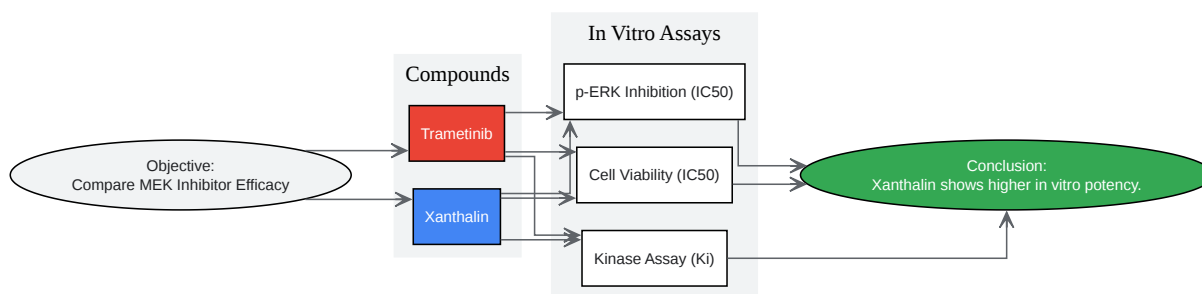 In Vitro Assays
Compounds
p-ERK Inhibition (IC50)
Trametinib
Objective:
Compare MEK Inhibitor Efficacy
Cell Viability (IC50)
Conclusion:
Xanthalin shows higher in vitro potency.
Xanthalin
Kinase Assay (Ki)